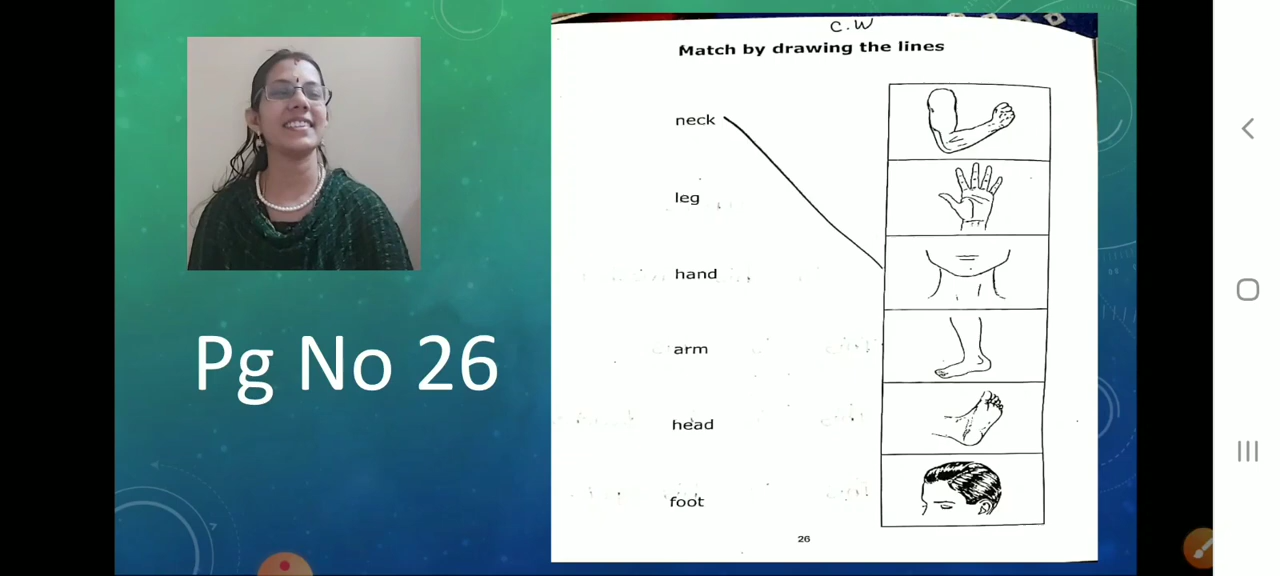 C.W
Match by drawing the lines
neck
leg
hand
arm
head
foot
26
Pg No 26